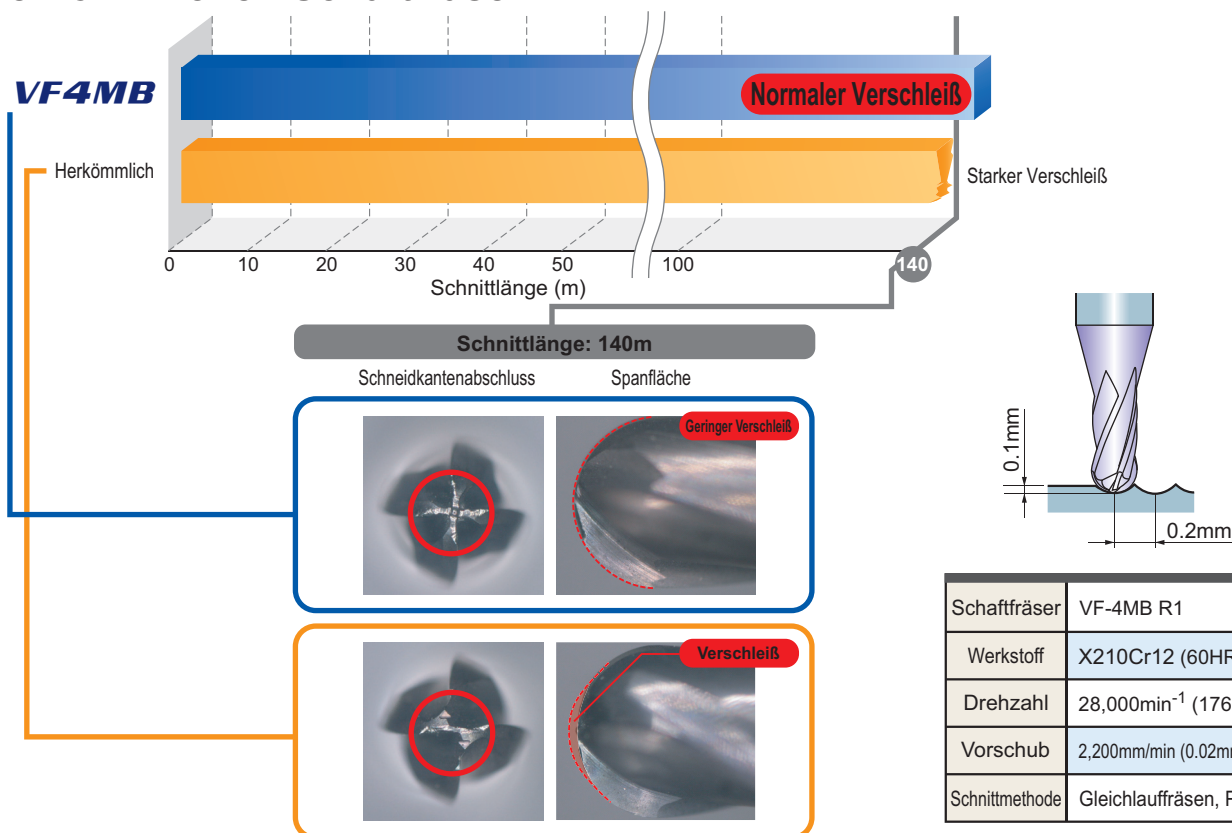 VF4MB
Normaler Verschleiß
Herkömmlich
Starker Verschleiß
0 10 20 30 40 50 100 140
Schnittlänge (m)
Schnittlänge: 140m
Schneidkantenabschluss Spanfläche
Geringer Verschleiß
Verschleiß
0.1mm
0.2mm
Schaftfräser VF-4MB R1
Werkstoff X210Cr12 (60HR
Drehzahl 28,000min-1 (176
Vorschub 2,200mm/min (0.02mm
Schnittmethode Gleichlauffräsen,